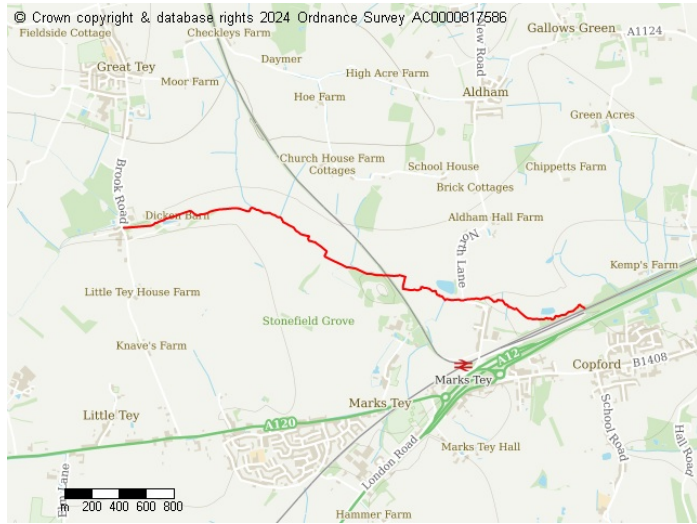 © Crown copyright & database rights 2024 Ordnance Survey AC0000817586
Fieldside Cottage
Checkleys Farm
New Road
Gallows Green
A1124
Great Tey
Daymer
Moor Farm
High Acre Farm
Aldham
Hoe Farm
Green Acres
Brook Road
Church House Farm
Cottages
School House
Chippetts Farm
Brick Cottages
Dicken Barn
Aldham Hall Farm
North Lane
Kemp's Farm
Little Tey House Farm
Stonefield Grove
Knave's Farm
A12
Copford
B1408
Marks Tey
Marks Tey
Little Tey
A120
London Road
Marks Tey Hall
School Road
Hall Road
Elm Lane
m 200 400 600 800
Hammer Farm